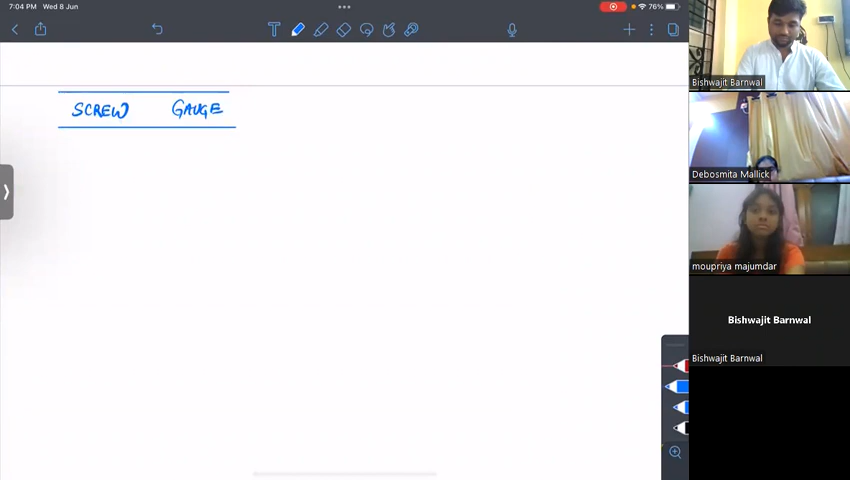 7:04 PM Wed 8 Jun
76%
SCREW GAUGE
Bishwajit Barnwal
Debosmita Mallick
moupriya majumdar
Bishwajit Barnwal
Bishwajit Barnwal